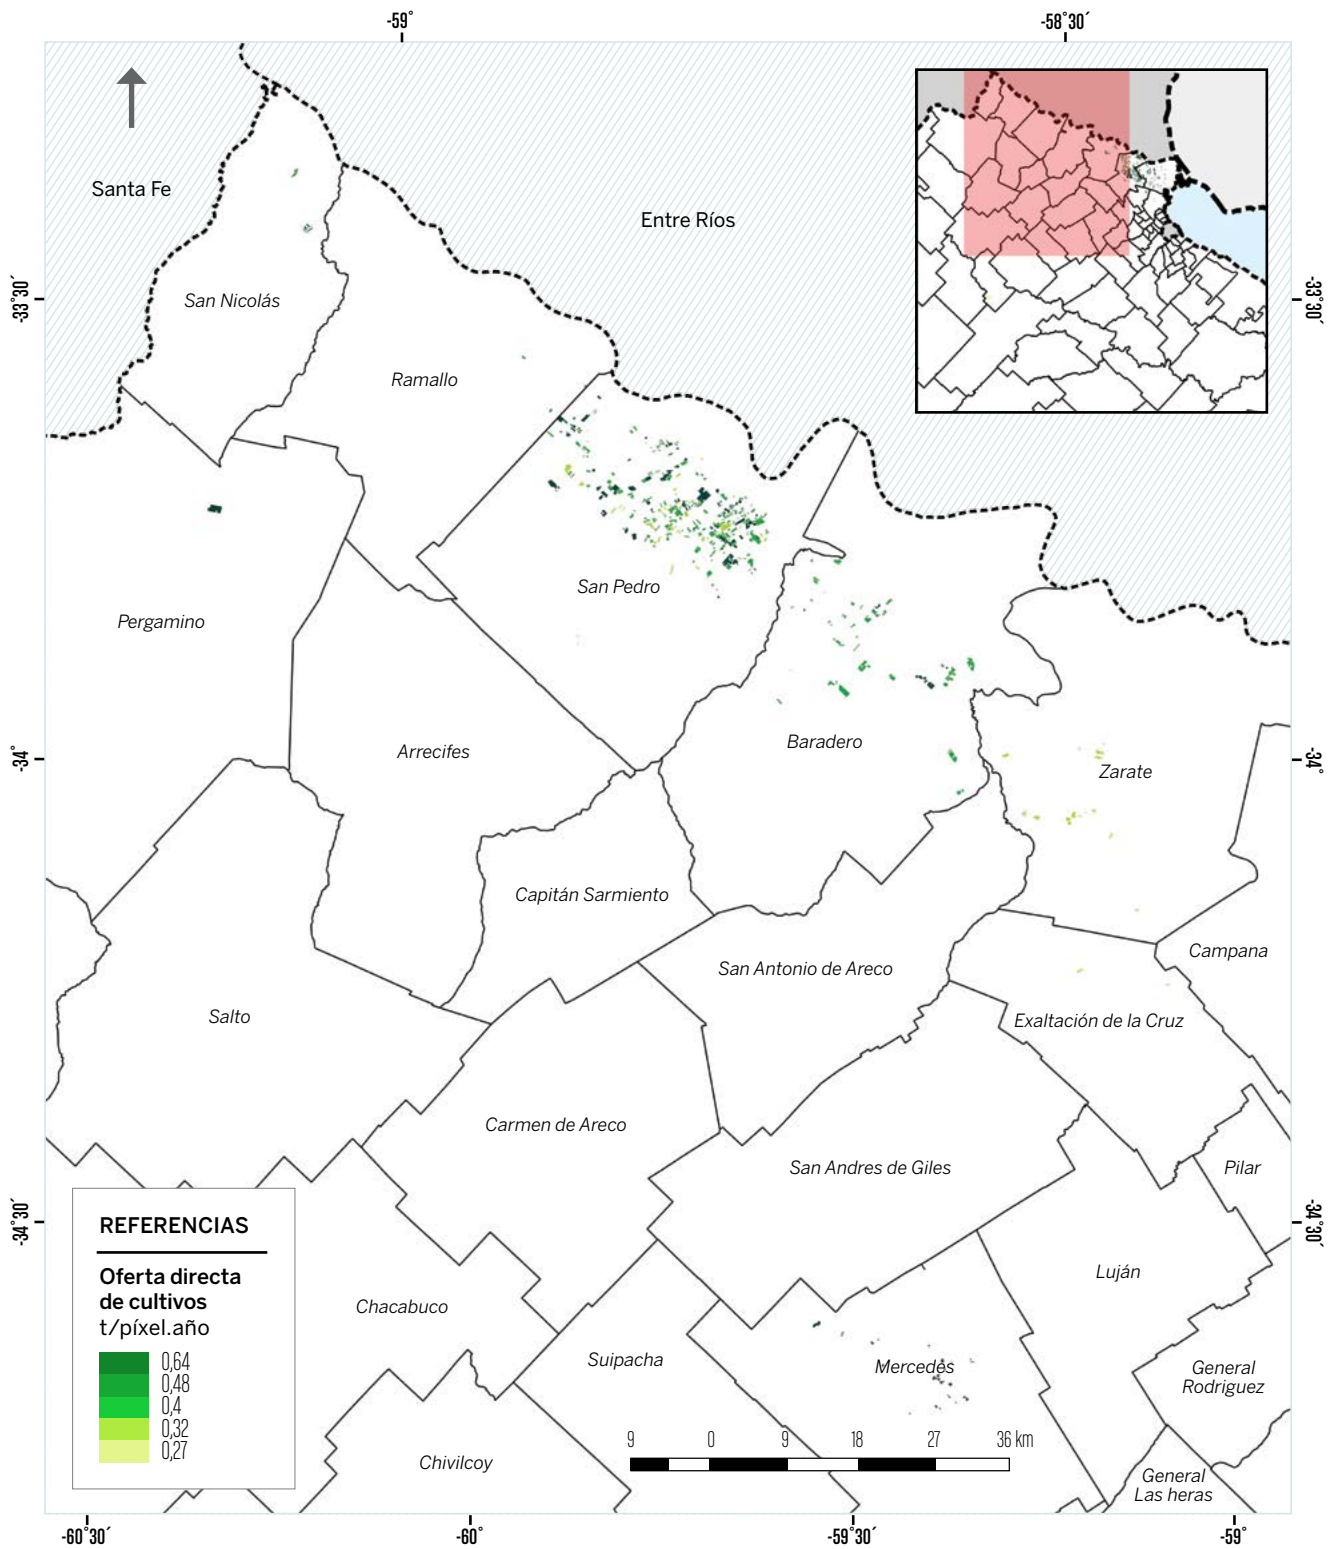 -59°
-58°30´
Santa Fe
Entre Ríos
-33°30´
-33°30´
San Nicolás
Ramallo
San Pedro
Pergamino
Baradero
Arrecifes
-34°
-34°
Zarate
Capitán Sarmiento
Campana
San Antonio de Areco
Salto
Exaltación de la Cruz
Carmen de Areco
San Andres de Giles
Pilar
-34°30´
-34°30´
REFERENCIAS
Oferta directa
de cultivos
t/píxel.año
0,64
0,48
0,4
0,32
0,27
Luján
Chacabuco
Suipacha
Mercedes
General
Rodriguez
Chivilcoy
9 0 9 18 27 36 km
General
Las heras
-60°30´
-60°
-59°30´
-59°